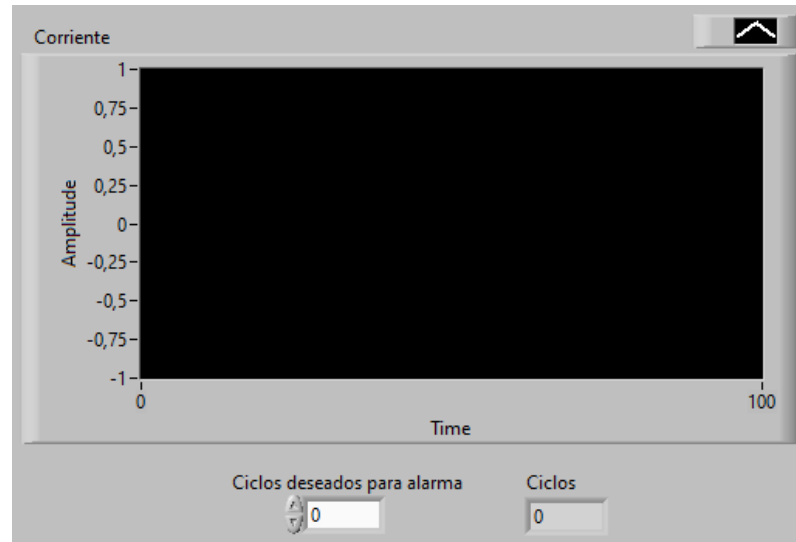 Corriente
1
0,75
0,5
0,25
0
-0,25
-0,5
-0,75
-1
Amplitude
0 100
Time
Ciclos deseados para alarma Ciclos
0 0